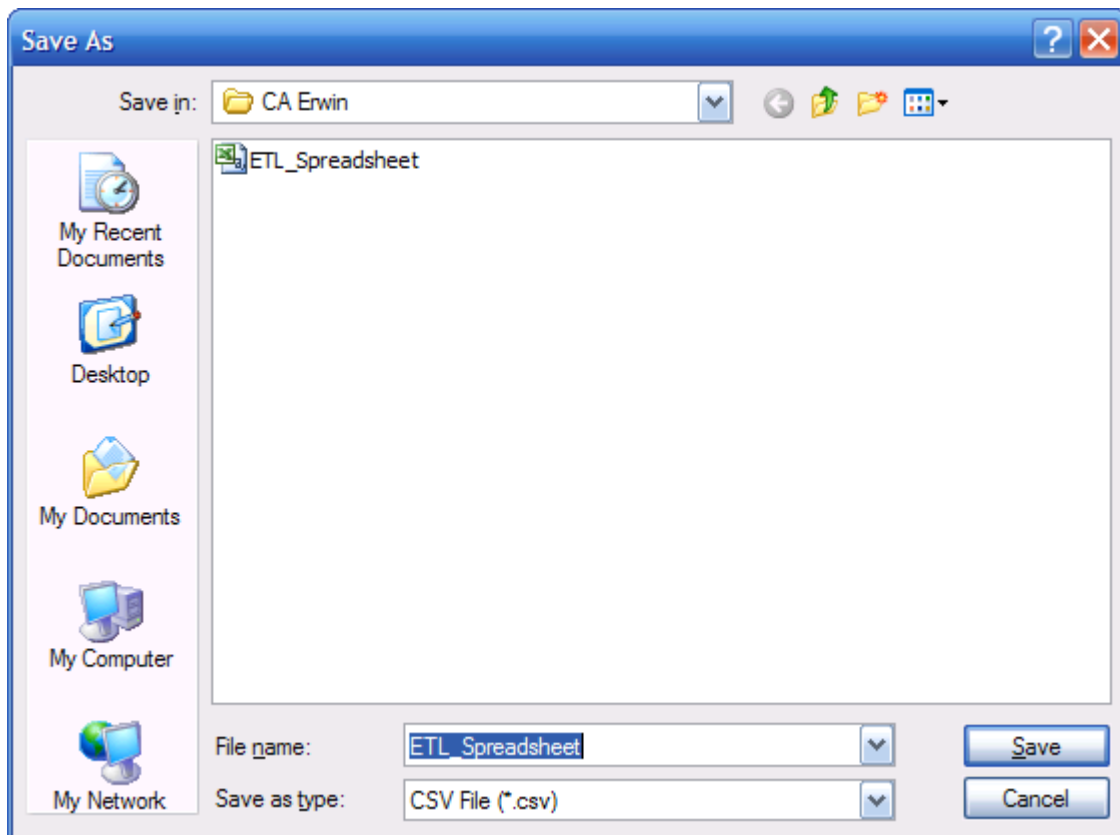 Save As
Save in: CA Erwin
ETL_Spreadsheet
My Recent
Documents
Desktop
My Documents
My Computer
My Network
File name: ETL_Spreadsheet Save
Save as type: CSV File (*.csv) Cancel